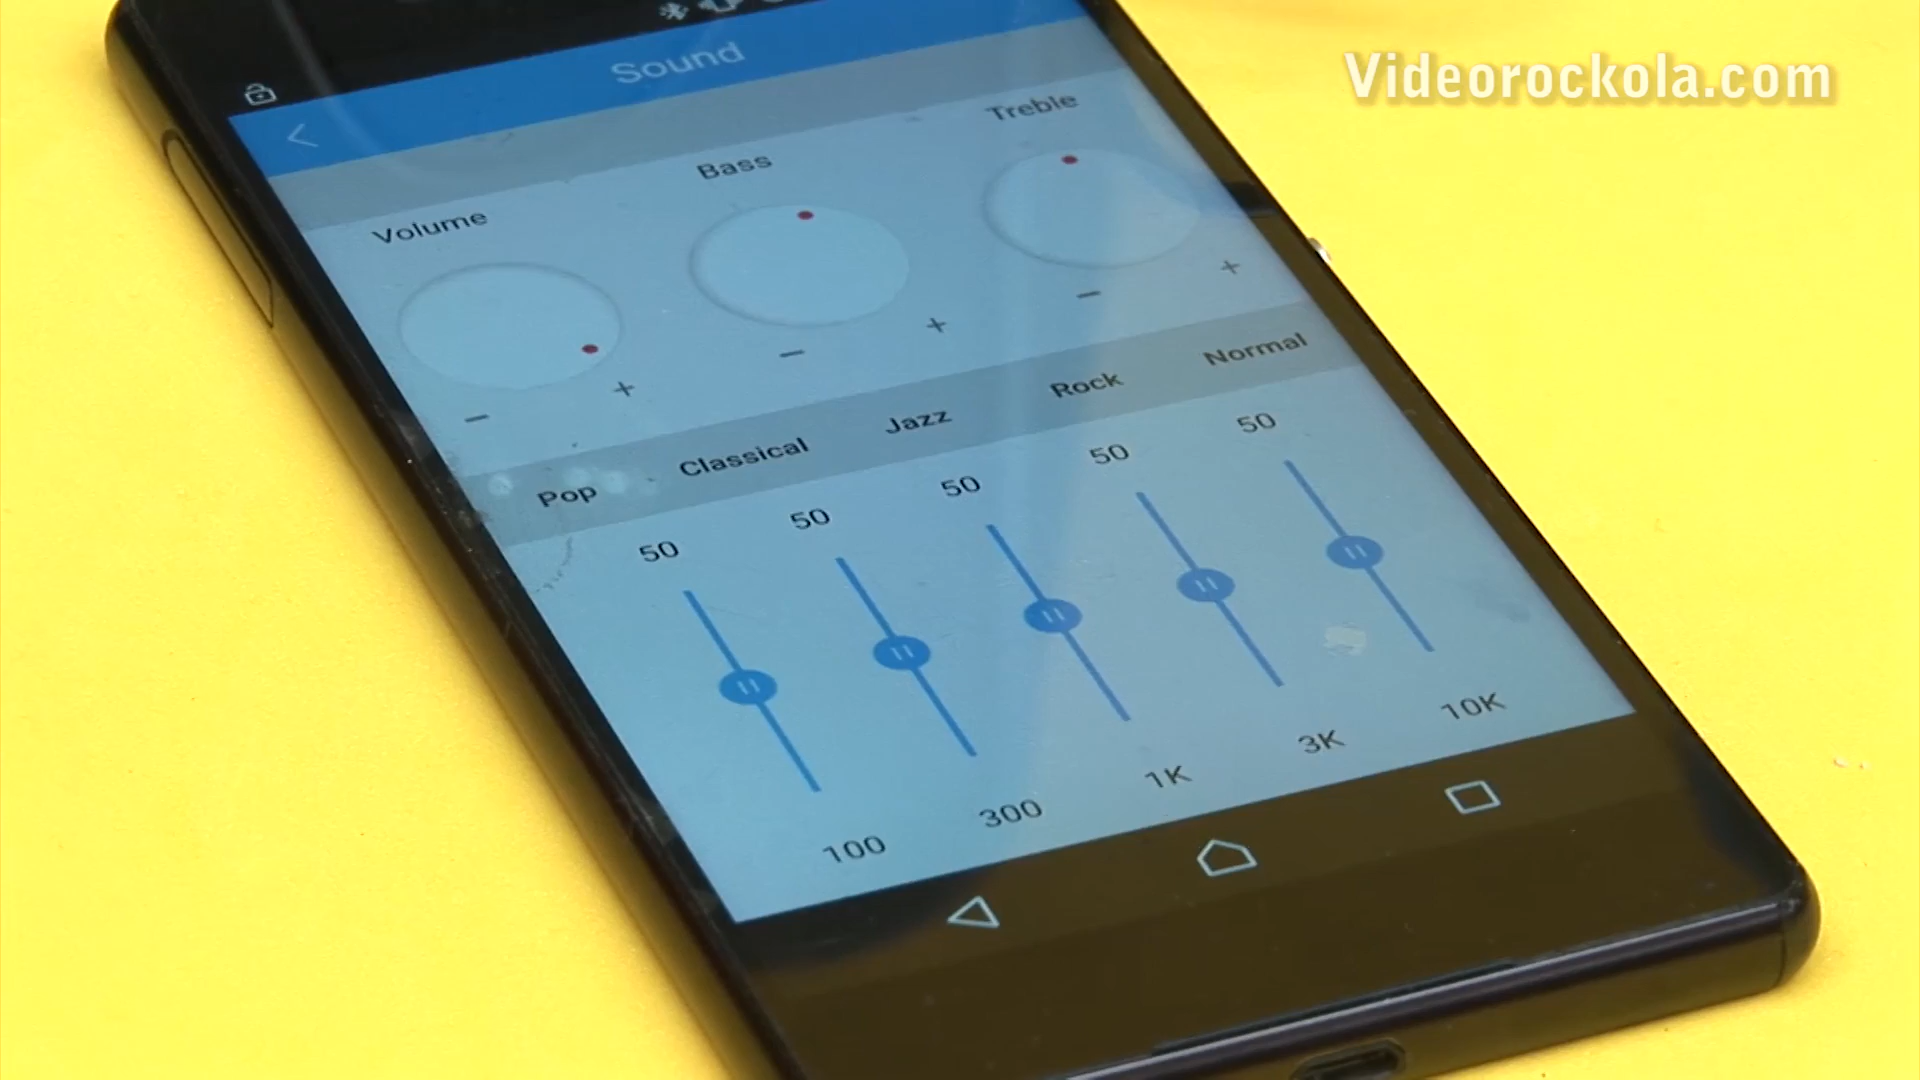 Videorockola.com
Sound
Volume Bass Treble
- + - + - +
Pop Classical Jazz Rock Normal
50 50 50 50 50
100 300 1K 3K 10K